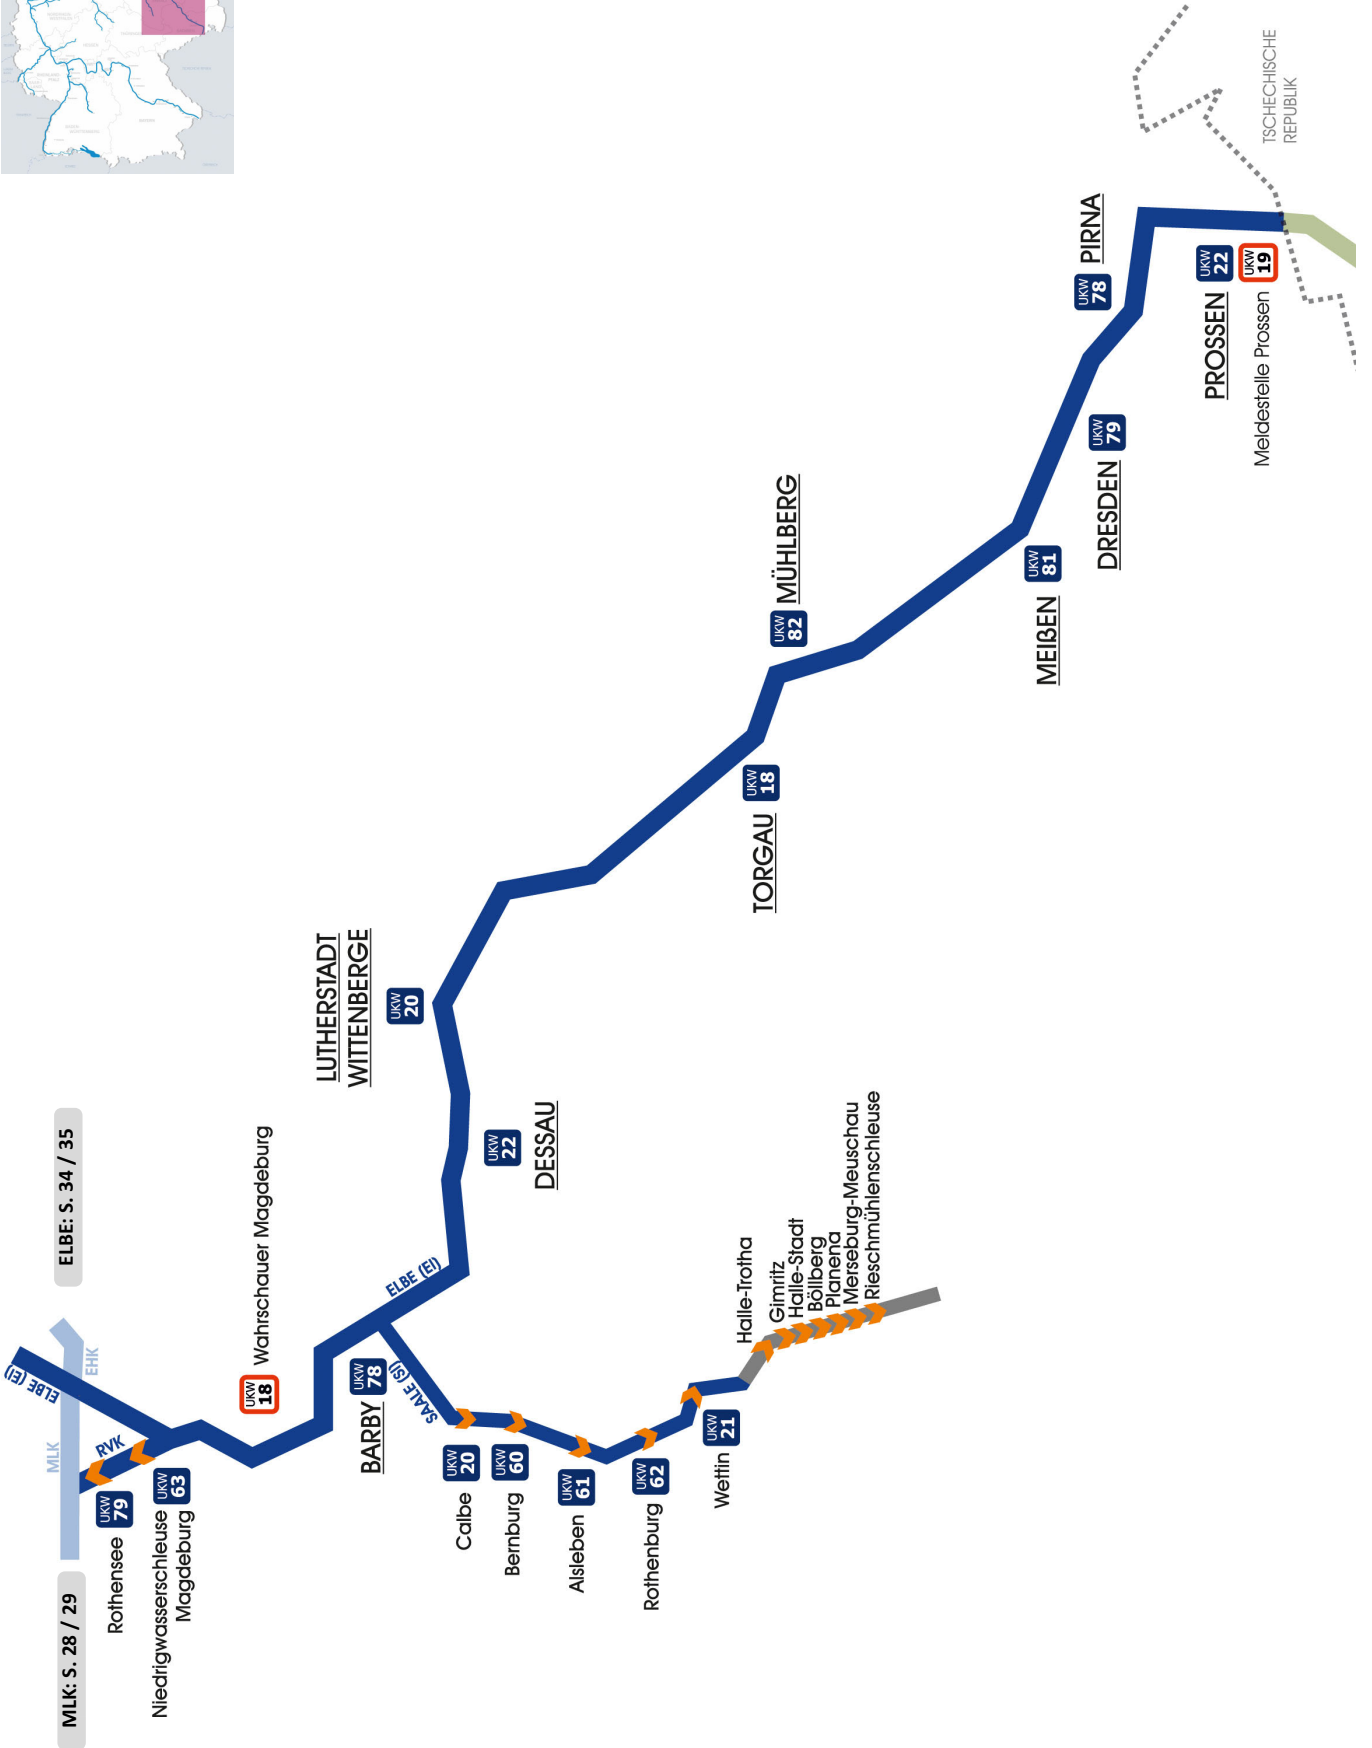 MLK: S. 28 / 29
ELBE: S. 34 / 35
MLK
EHK
ELBE (El)
RVK
UKW
79
Rothensee
UKW
63
Niedrigwasserschleuse
Magdeburg
UKW
18
Wahrschauer Magdeburg
BARBY
UKW
78
SAALE (Sl)
ELBE (El)
UKW
20
Calbe
UKW
60
Bernburg
UKW
61
Alsleben
UKW
62
Rothenburg
UKW
21
Wettin
Halle-Trotha
Gimritz
Halle-Stadt
Böllberg
Planena
Merseburg-Meuschau
Rieschmühlenschleuse
UKW
22
DESSAU
LUTHERSTADT
WITTENBERGE
UKW
20
UKW
18
TORGAU
UKW
82
MÜHLBERG
UKW
81
MEIßEN
UKW
79
DRESDEN
UKW
78
PIRNA
UKW
22
PROSSEN
UKW
19
Meldestelle Prossen
TSCHECHISCHE
REPUBLIK